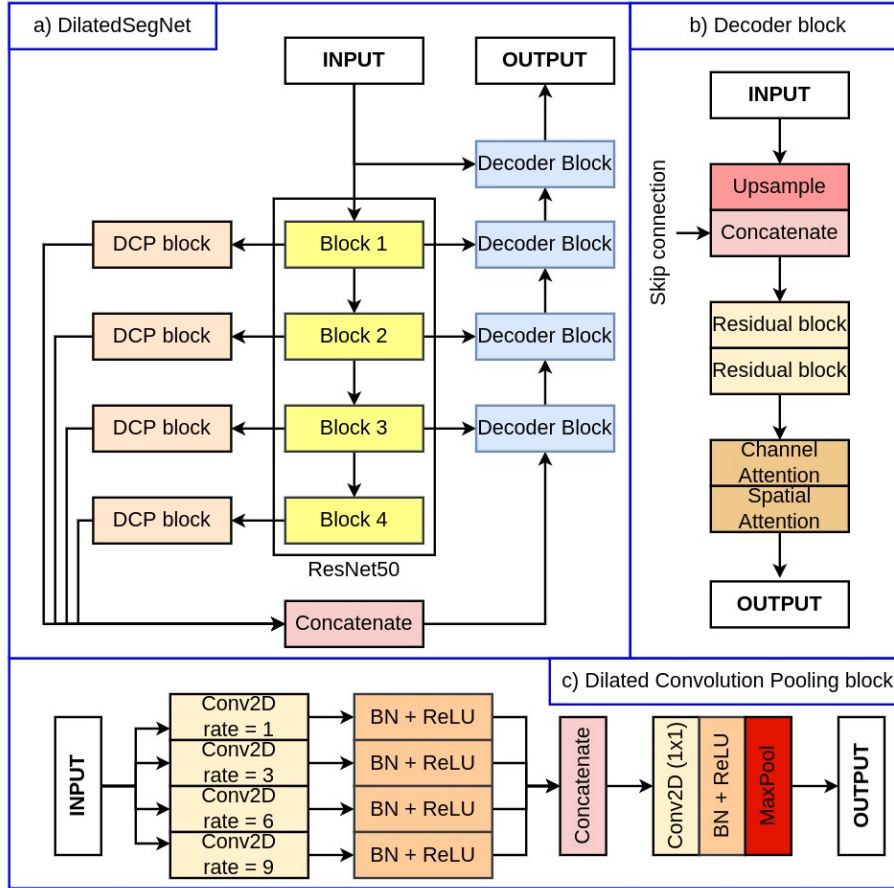 a) DilatedSegNet
INPUT
OUTPUT
Decoder Block
DCP block
Block 1
Decoder Block
DCP block
Block 2
Decoder Block
DCP block
Block 3
Decoder Block
DCP block
Block 4
ResNet50
Concatenate
b) Decoder block
INPUT
Upsample
Concatenate
Skip connection
Residual block
Residual block
Channel
Attention
Spatial
Attention
OUTPUT
c) Dilated Convolution Pooling block
INPUT
Conv2D
rate = 1
BN + ReLU
Conv2D
rate = 3
BN + ReLU
Conv2D
rate = 6
BN + ReLU
Conv2D
rate = 9
BN + ReLU
Concatenate
Conv2D (1x1)
BN + ReLU
MaxPool
OUTPUT